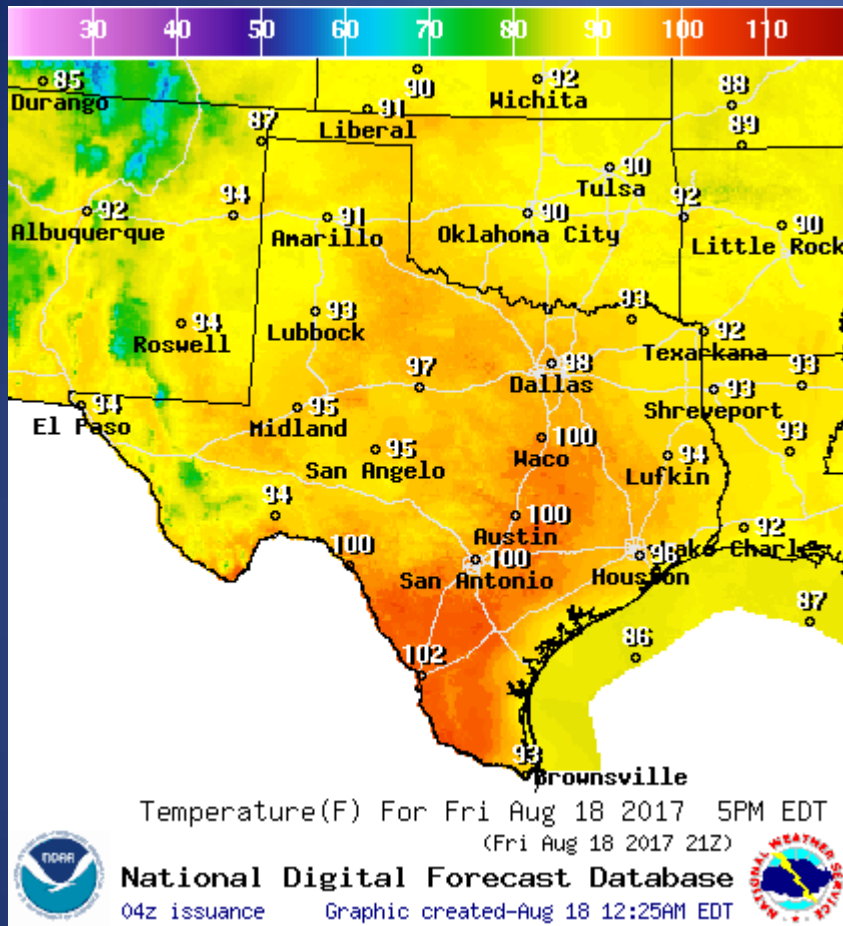 30 40 50 60 70 80 90 100 110
85
Durango
90
92
Wichita
88
91
Liberal
87
89
90
Tulsa
92
Albuquerque
94
91
Amarillo
90
Oklahoma City
92
90
Little Rock
94
Roswell
93
Lubbock
93
92
Texarkana
98
Dallas
97
93
Shreveport
93
94
El Paso
95
Midland
95
San Angelo
100
Waco
94
Lufkin
93
94
100
Austin
92
Lake Charles
100
100
San Antonio
96
Houston
87
86
102
93
Brownsville
Temperature(F) For Fri Aug 18 2017 5PM EDT
(Fri Aug 18 2017 21Z)
noaa
National Digital Forecast Database
04z issuance Graphic created-Aug 18 12:25AM EDT
NATIONAL WEATHER SERVICE